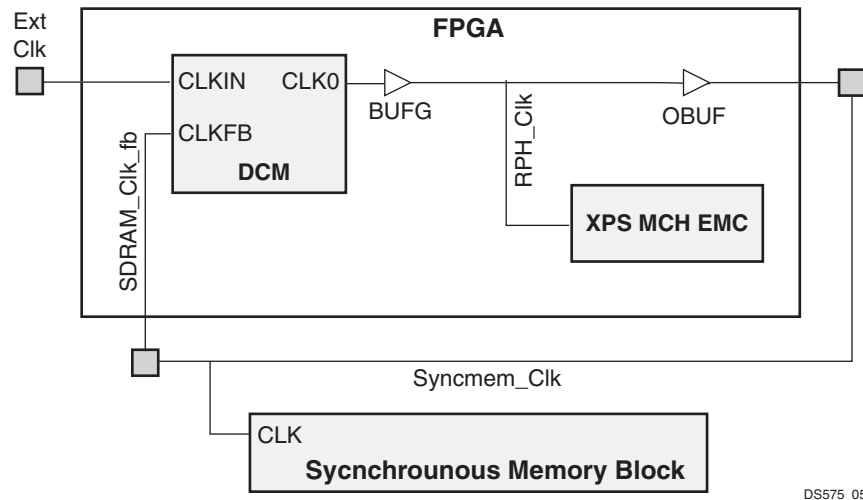 Ext
Clk
FPGA
CLKIN
CLK0
BUFG
OBUF
CLKFB
DCM
SDRAM_Clk_fb
RPH_Clk
XPS MCH EMC
Syncmem_Clk
CLK
Sycnchrounous Memory Block
DS575_05